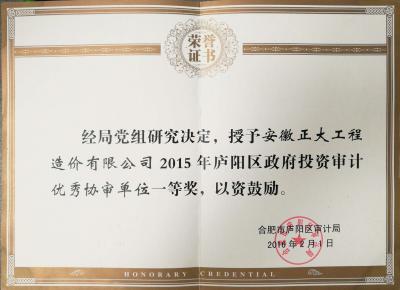 荣誉
证书
经局党组研究决定，授予安徽正大工程
造价有限公司2015年庐阳区政府投资审计
优秀协审单位一等奖，以资鼓励。
合肥市庐阳区审计局
2016年2月1日
HONORARY CREDENTIAL